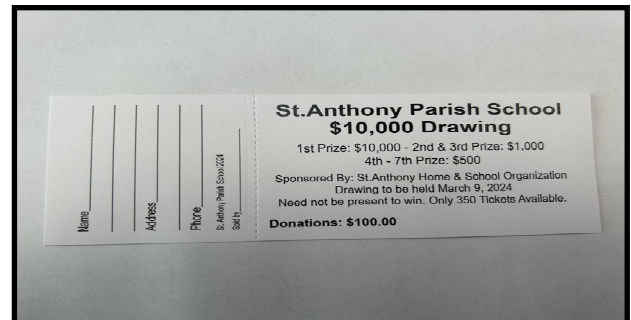 St.Anthony Parish School
$10,000 Drawing
1st Prize: $10,000 - 2nd & 3rd Prize: $1,000
4th - 7th Prize: $500
Sponsored By: St.Anthony Home & School Organization
Drawing to be held March 9, 2024
Need not be present to win. Only 350 Tickets Available.
Donations: $100.00
Name
Address
Phone
St. Anthony Parish School 2024
Sold by